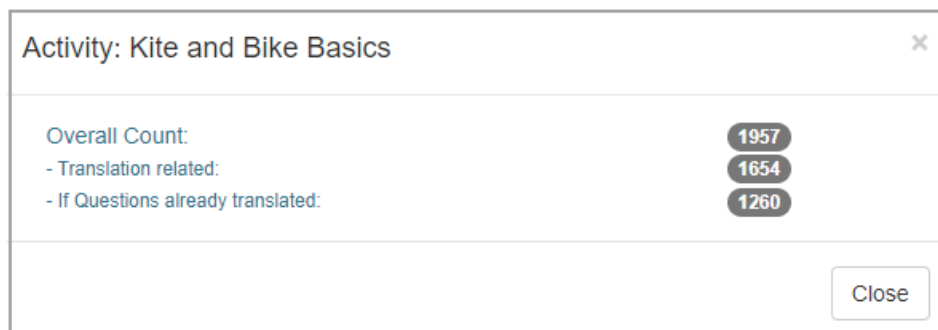 Activity: Kite and Bike Basics ×
Overall Count: 1957
- Translation related: 1654
- If Questions already translated: 1260
Close